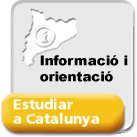 Informació i
orientació
Estudiar
a Catalunya